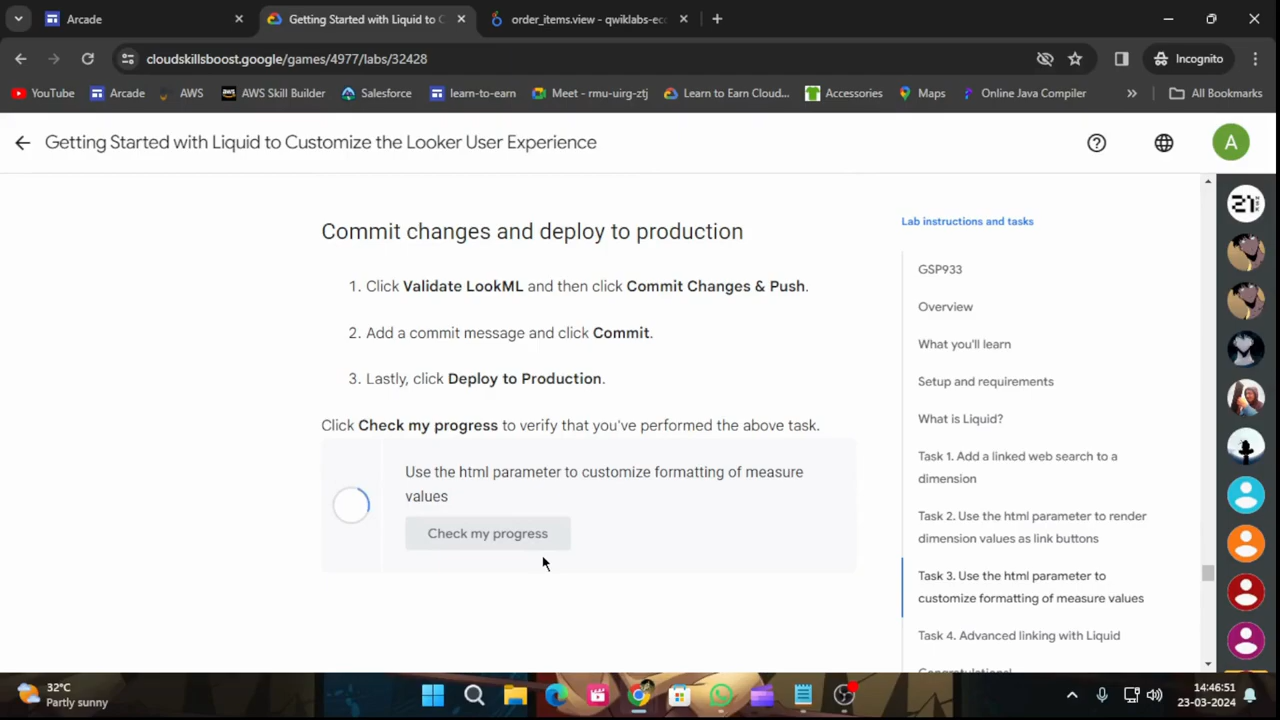 Arcade
Getting Started with Liquid to C
order_items.view - qwiklabs-ec
cloudskillsboost.google/games/4977/labs/32428
Incognito
YouTube
Arcade
AWS
AWS Skill Builder
Salesforce
learn-to-earn
Meet - rmu-uirg-ztj
Learn to Earn Cloud...
Accessories
Maps
Online Java Compiler
»
All Bookmarks
Getting Started with Liquid to Customize the Looker User Experience
A
Commit changes and deploy to production
1. Click Validate LookML and then click Commit Changes & Push.
2. Add a commit message and click Commit.
3. Lastly, click Deploy to Production.
Click Check my progress to verify that you've performed the above task.
Use the html parameter to customize formatting of measure
values
Check my progress
Lab instructions and tasks
GSP933
Overview
What you'll learn
Setup and requirements
What is Liquid?
Task 1. Add a linked web search to a
dimension
Task 2. Use the html parameter to render
dimension values as link buttons
Task 3. Use the html parameter to
customize formatting of measure values
Task 4. Advanced linking with Liquid
Congratulations!
21
32°C
Partly sunny
14:46:51
23-03-2024